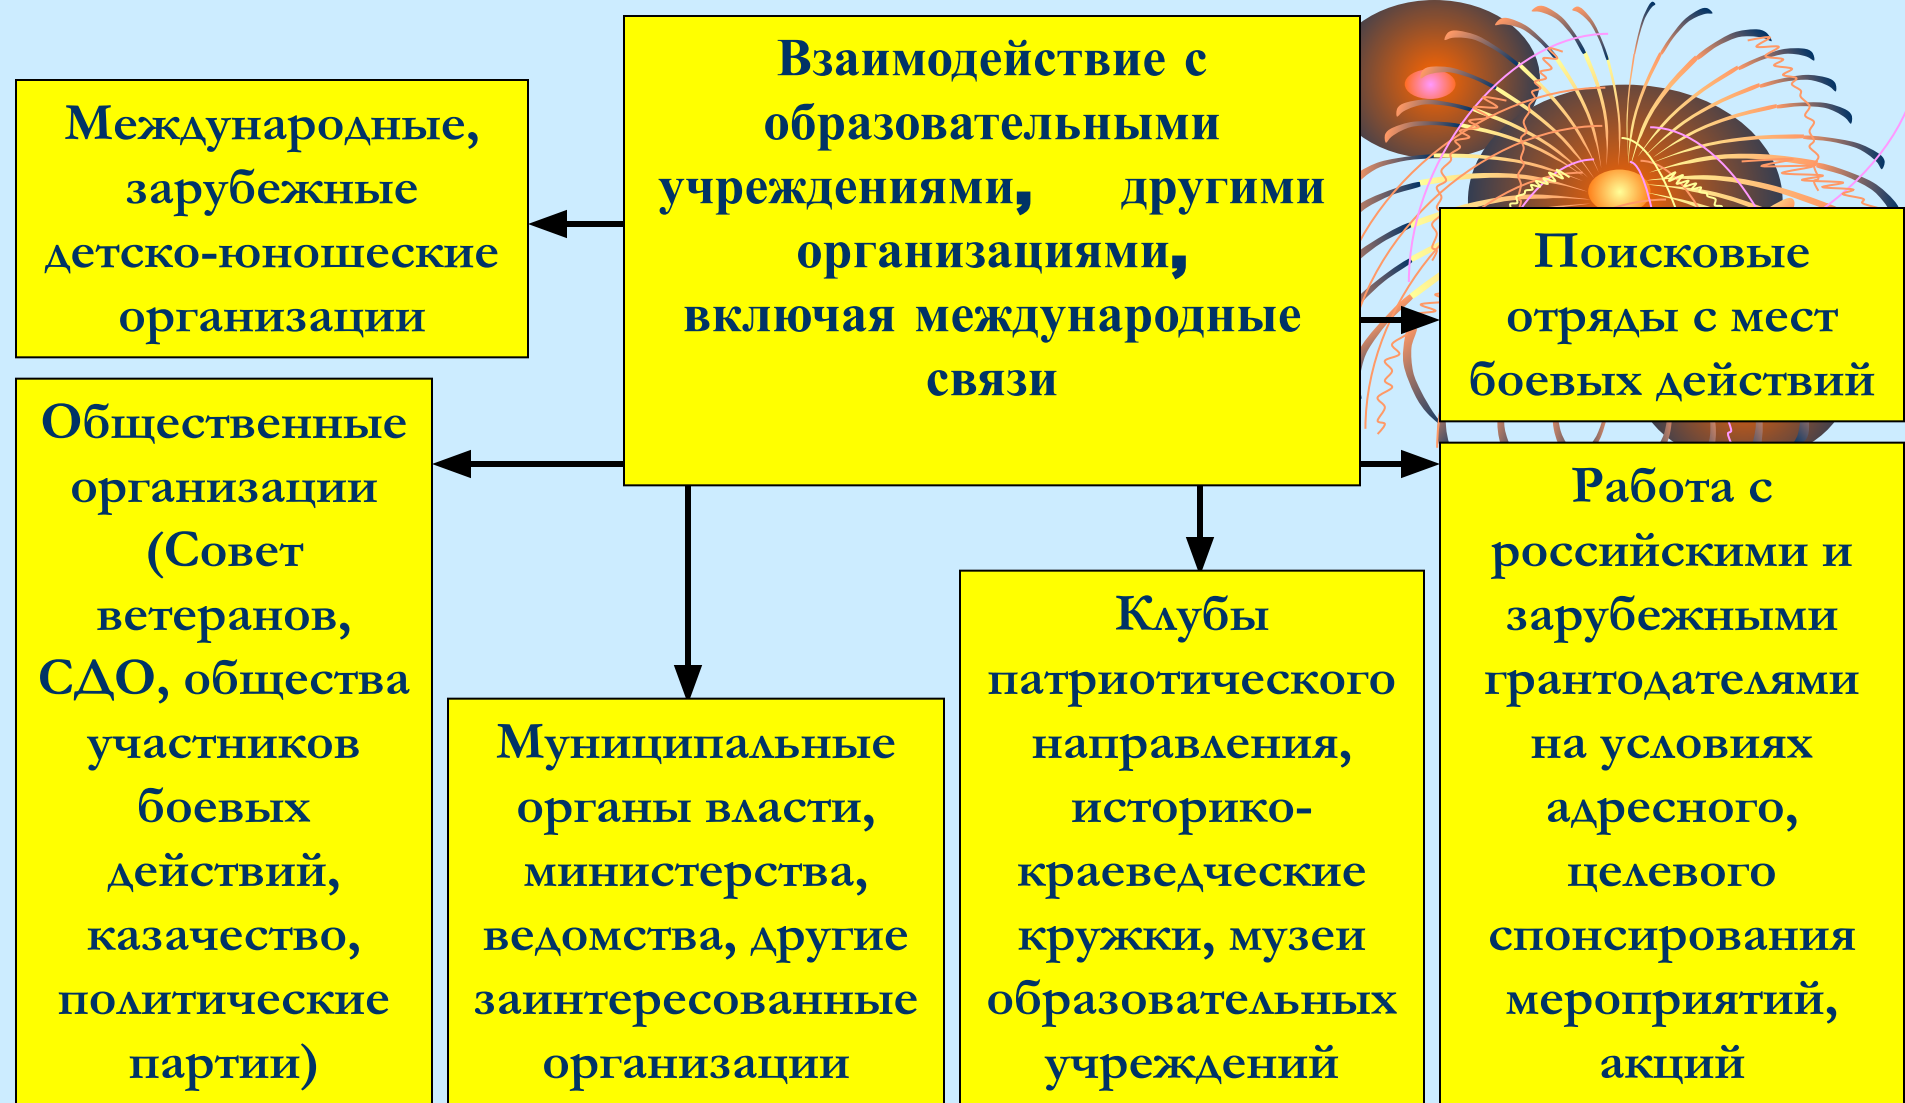 Взаимодействие с
образовательными
учреждениями, другими
организациями,
включая международные
связи
Международные,
зарубежные
детско-юношеские
организации
Поисковые
отряды с мест
боевых действий
Общественные
организации
(Совет
ветеранов,
СДО, общества
участников
боевых
действий,
казачество,
политические
партии)
Муниципальные
органы власти,
министерства,
ведомства, другие
заинтересованные
организации
Клубы
патриотического
направления,
историко-
краеведческие
кружки, музеи
образовательных
учреждений
Работа с
российскими и
зарубежными
грантодателями
на условиях
адресного,
целевого
спонсирования
мероприятий,
акций